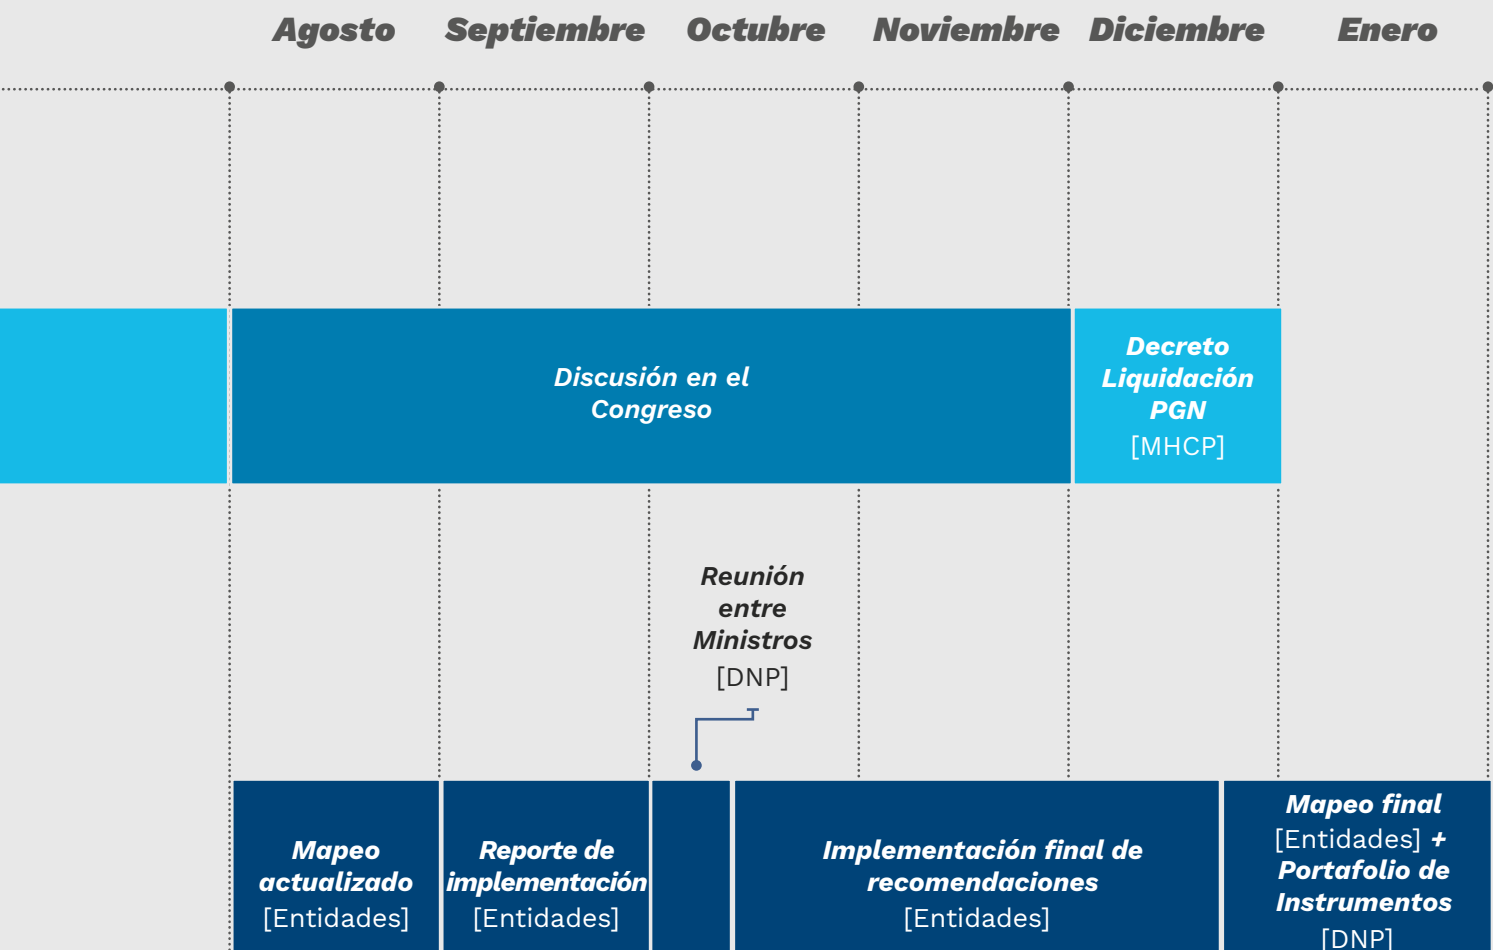 Agosto Septiembre Octubre Noviembre Diciembre Enero
Discusión en el
Congreso
Decreto
Liquidación
PGN
[MHCP]
Reunión
entre
Ministros
[DNP]
Mapeo
actualizado
[Entidades]
Reporte de
implementación
[Entidades]
Implementación final de
recomendaciones
[Entidades]
Mapeo final
[Entidades] +
Portafolio de
Instrumentos
[DNP]